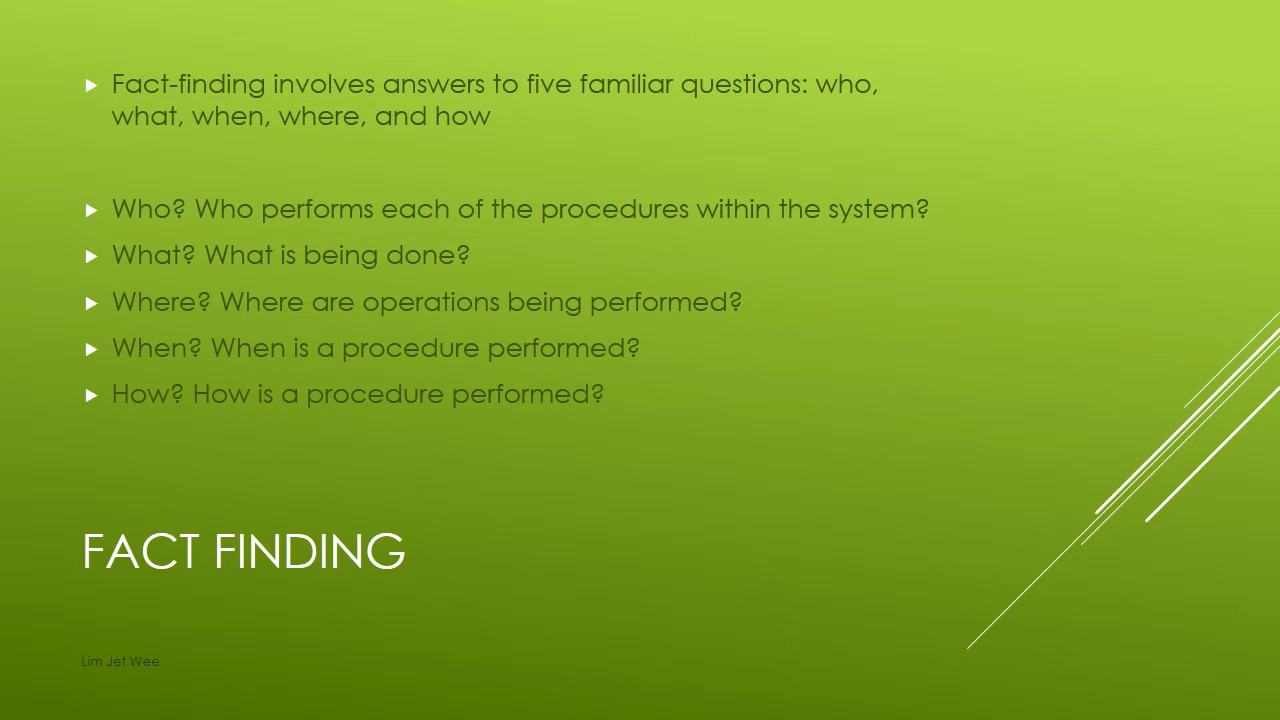 Fact-finding involves answers to five familiar questions: who,
what, when, where, and how
Who? Who performs each of the procedures within the system?
What? What is being done?
Where? Where are operations being performed?
When? When is a procedure performed?
How? How is a procedure performed?
FACT FINDING
Lim Jet Wee